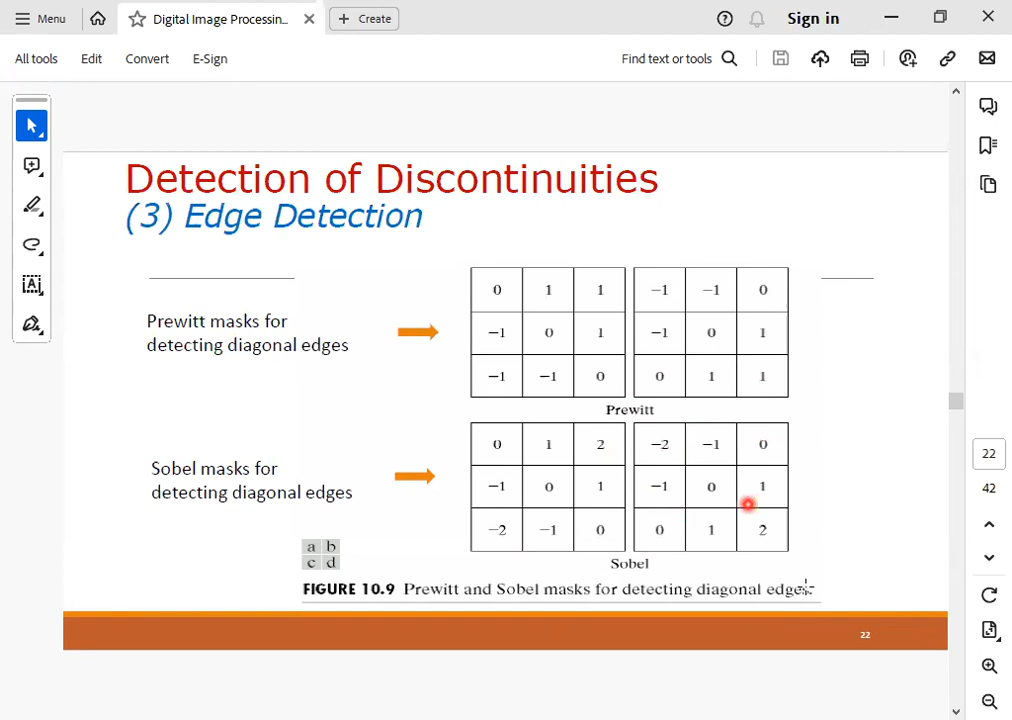 Menu
Digital Image Processin...
Create
Sign in
All tools
Edit
Convert
E-Sign
Find text or tools
Detection of Discontinuities
(3) Edge Detection
Prewitt masks for
detecting diagonal edges
0 1 1 −1 −1 0
−1 0 1 −1 0 1
−1 −1 0 0 1 1
Prewitt
Sobel masks for
detecting diagonal edges
0 1 2 −2 −1 0
−1 0 1 −1 0 1
−2 −1 0 0 1 2
Sobel
a b
c d
FIGURE 10.9 Prewitt and Sobel masks for detecting diagonal edges.
22
22
42